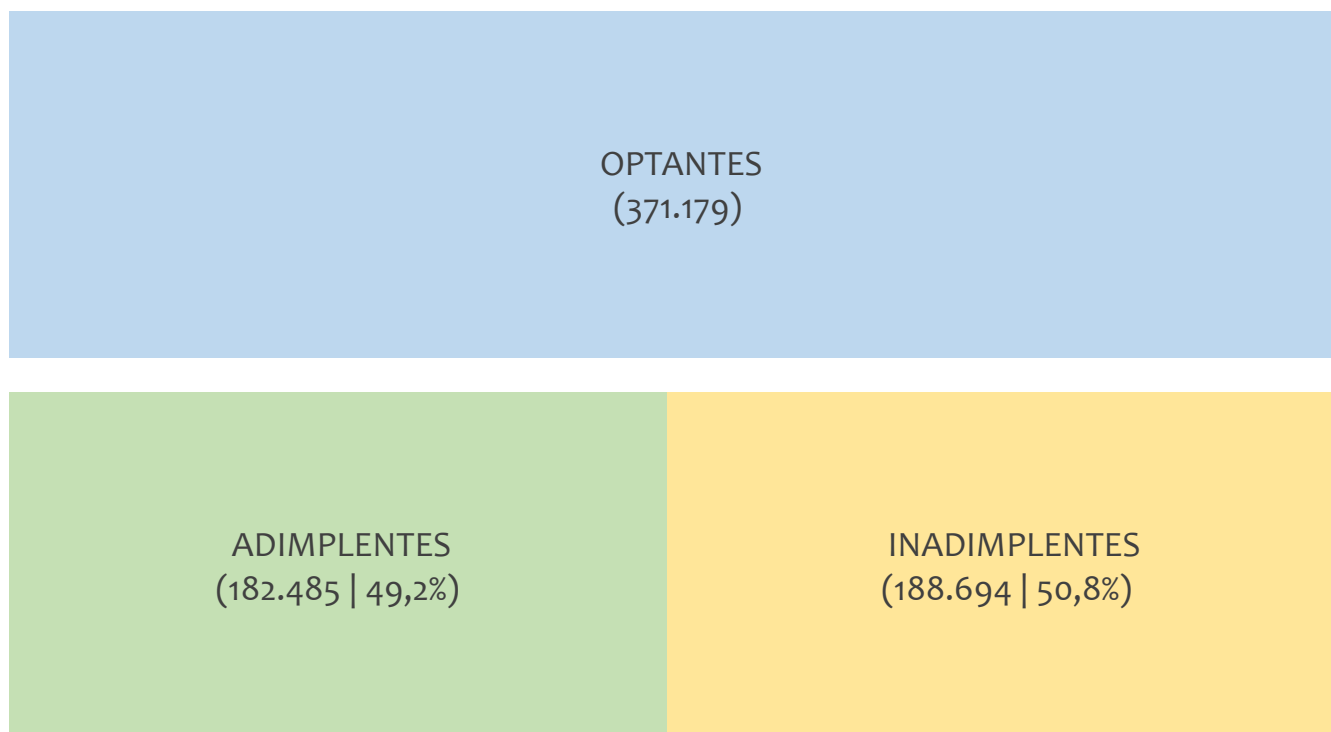 OPTANTES
(371.179)
ADIMPLENTES
(182.485 | 49,2%)
INADIMPLENTES
(188.694 | 50,8%)